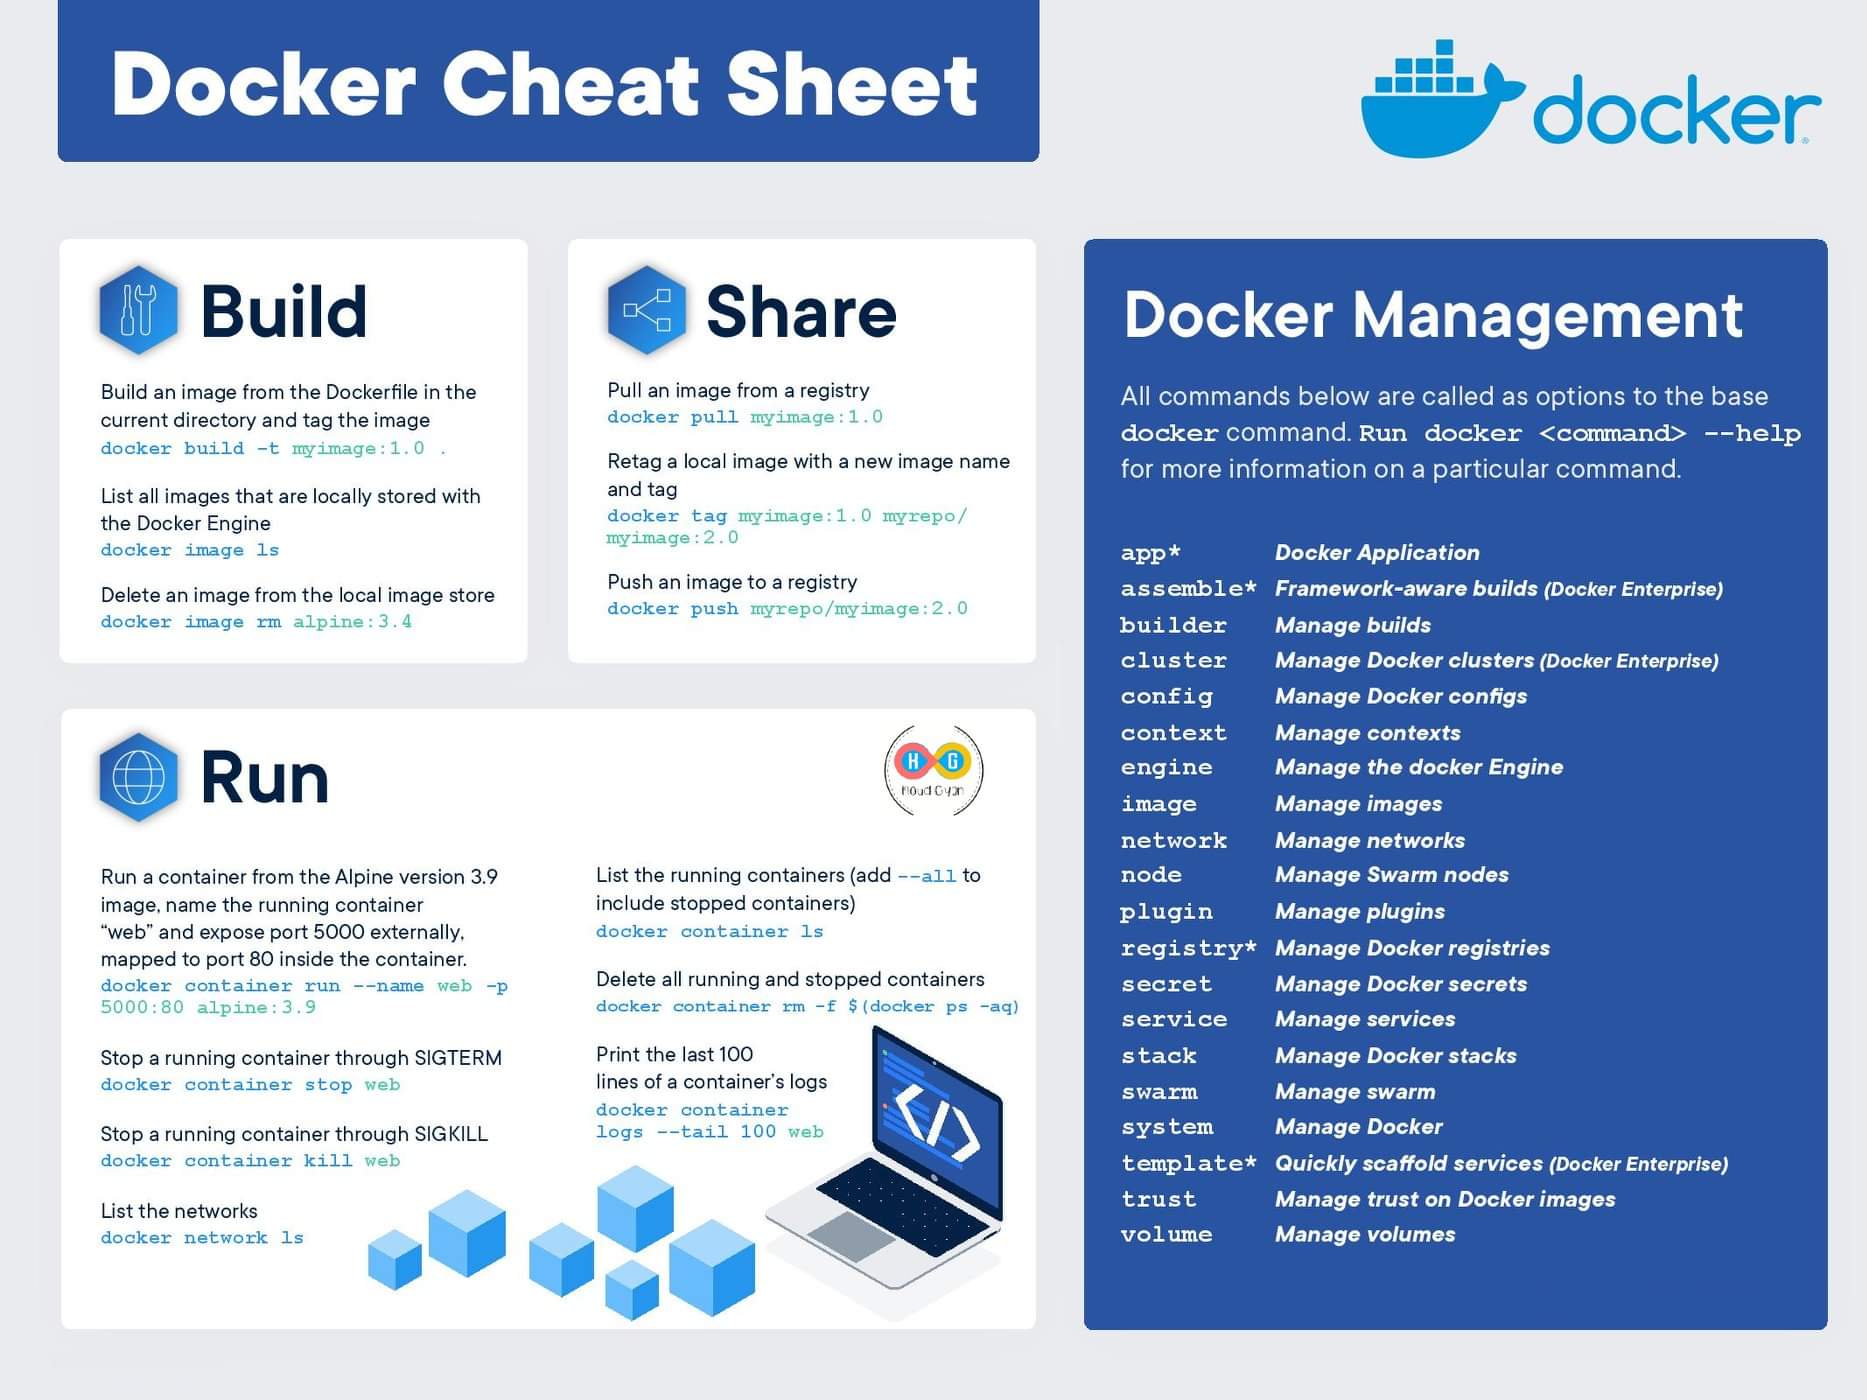 Docker Cheat Sheet
docker
Build
Build an image from the Dockerfile in the
current directory and tag the image
docker build -t myimage:1.0 .
List all images that are locally stored with
the Docker Engine
docker image ls
Delete an image from the local image store
docker image rm alpine:3.4
Share
Pull an image from a registry
docker pull myimage:1.0
Retag a local image with a new image name
and tag
docker tag myimage:1.0 myrepo/
myimage:2.0
Push an image to a registry
docker push myrepo/myimage:2.0
Run
K G
Kloud Gyan
Run a container from the Alpine version 3.9
image, name the running container
“web” and expose port 5000 externally,
mapped to port 80 inside the container.
docker container run --name web -p
5000:80 alpine:3.9
Stop a running container through SIGTERM
docker container stop web
Stop a running container through SIGKILL
docker container kill web
List the networks
docker network ls
List the running containers (add --all to
include stopped containers)
docker container ls
Delete all running and stopped containers
docker container rm -f $(docker ps -aq)
Print the last 100
lines of a container’s logs
docker container
logs --tail 100 web
</>
Docker Management
All commands below are called as options to the base
docker command. Run docker <command> --help
for more information on a particular command.
app* Docker Application
assemble* Framework-aware builds (Docker Enterprise)
builder Manage builds
cluster Manage Docker clusters (Docker Enterprise)
config Manage Docker configs
context Manage contexts
engine Manage the docker Engine
image Manage images
network Manage networks
node Manage Swarm nodes
plugin Manage plugins
registry* Manage Docker registries
secret Manage Docker secrets
service Manage services
stack Manage Docker stacks
swarm Manage swarm
system Manage Docker
template* Quickly scaffold services (Docker Enterprise)
trust Manage trust on Docker images
volume Manage volumes